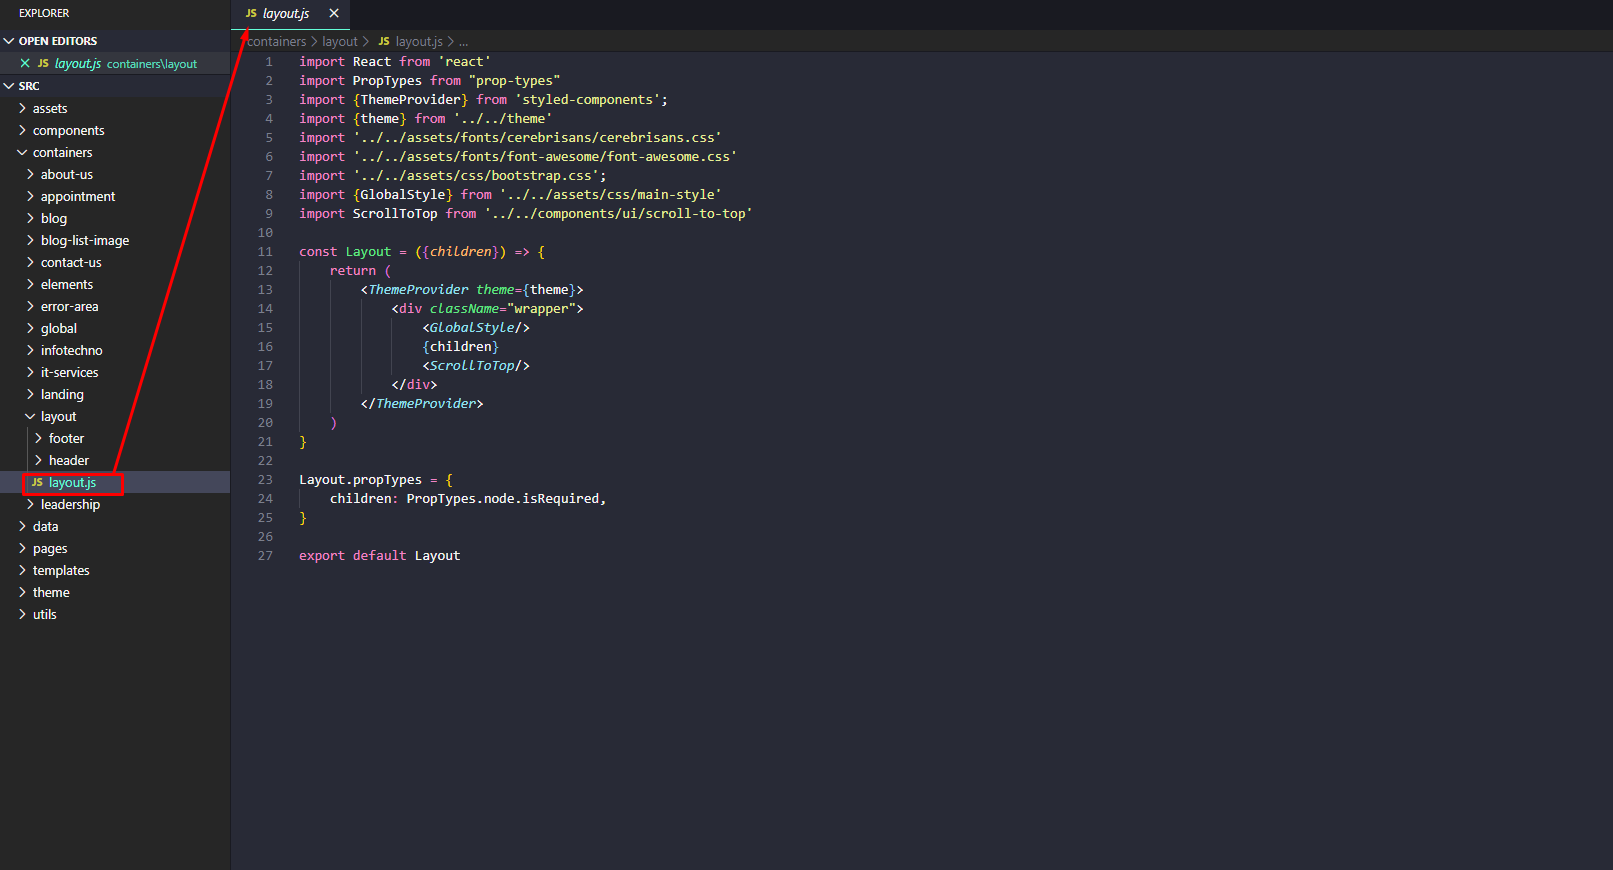 EXPLORER
OPEN EDITORS
JS layout.js containers\layout
SRC
assets
components
containers
about-us
appointment
blog
blog-list-image
contact-us
elements
error-area
global
infotechno
it-services
landing
layout
footer
header
JS layout.js
leadership
data
pages
templates
theme
utils
JS layout.js
containers > layout > JS layout.js > ...
1 import React from 'react'
2 import PropTypes from "prop-types"
3 import {ThemeProvider} from 'styled-components';
4 import {theme} from '../../theme'
5 import '../../assets/fonts/cerebrisans/cerebrisans.css'
6 import '../../assets/fonts/font-awesome/font-awesome.css'
7 import '../../assets/css/bootstrap.css';
8 import {GlobalStyle} from '../../assets/css/main-style'
9 import ScrollToTop from '../../components/ui/scroll-to-top'
10
11 const Layout = ({children}) => {
12     return (
13         <ThemeProvider theme={theme}>
14             <div className="wrapper">
15                 <GlobalStyle/>
16                 {children}
17                 <ScrollToTop/>
18             </div>
19         </ThemeProvider>
20     )
21 }
22
23 Layout.propTypes = {
24     children: PropTypes.node.isRequired,
25 }
26
27 export default Layout